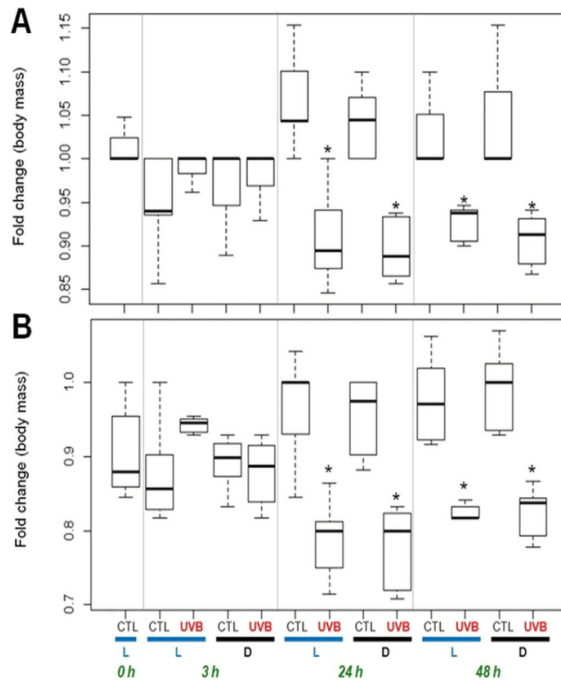 A
Fold change (body mass)
1.15
1.10
1.05
1.00
0.95
0.90
0.85
* * * *
B
Fold change (body mass)
1.0
0.9
0.8
0.7
* * * *
CTL CTL UVB CTL UVB CTL UVB CTL UVB CTL UVB CTL UVB
L L D L D L D
0 h 3 h 24 h 48 h